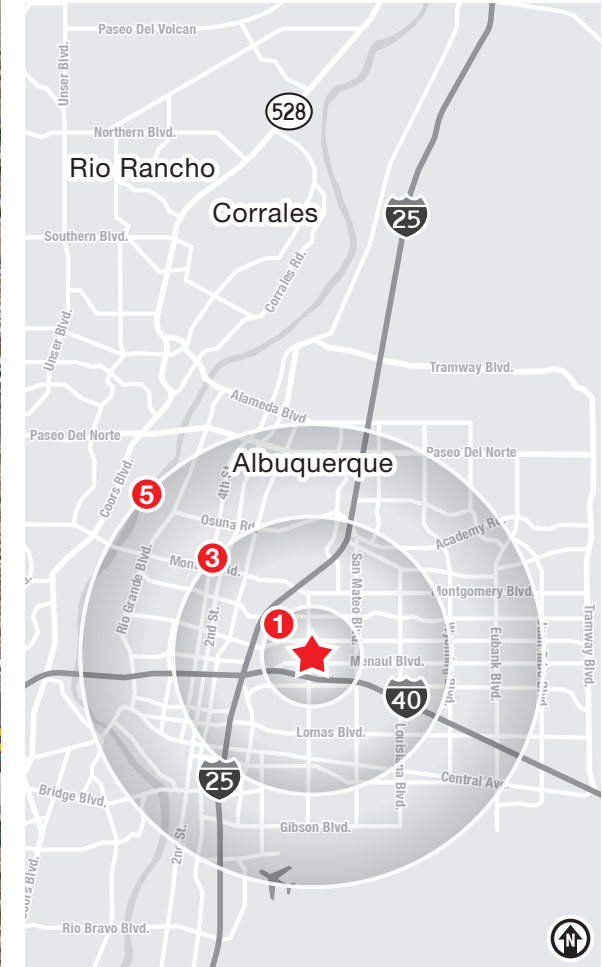 Paseo Del Volcan
Unser Blvd.
528
Northern Blvd.
Rio Rancho
Corrales
25
Southern Blvd.
Corrales Rd.
Unser Blvd.
Tramway Blvd.
Alameda Blvd
Paseo Del Norte
Paseo Del Norte
Albuquerque
Coors Blvd.
4th St.
5
Osuna Rd.
Academy Rd.
3
Montgomery Blvd.
San Mateo Blvd.
Rio Grande Blvd.
2nd St.
1
Eubank Blvd.
Tramway Blvd.
Menaul Blvd.
40
Lomas Blvd.
Louisiana Blvd.
25
Central Ave.
Bridge Blvd.
Gibson Blvd.
2nd St.
Rio Bravo Blvd.
N